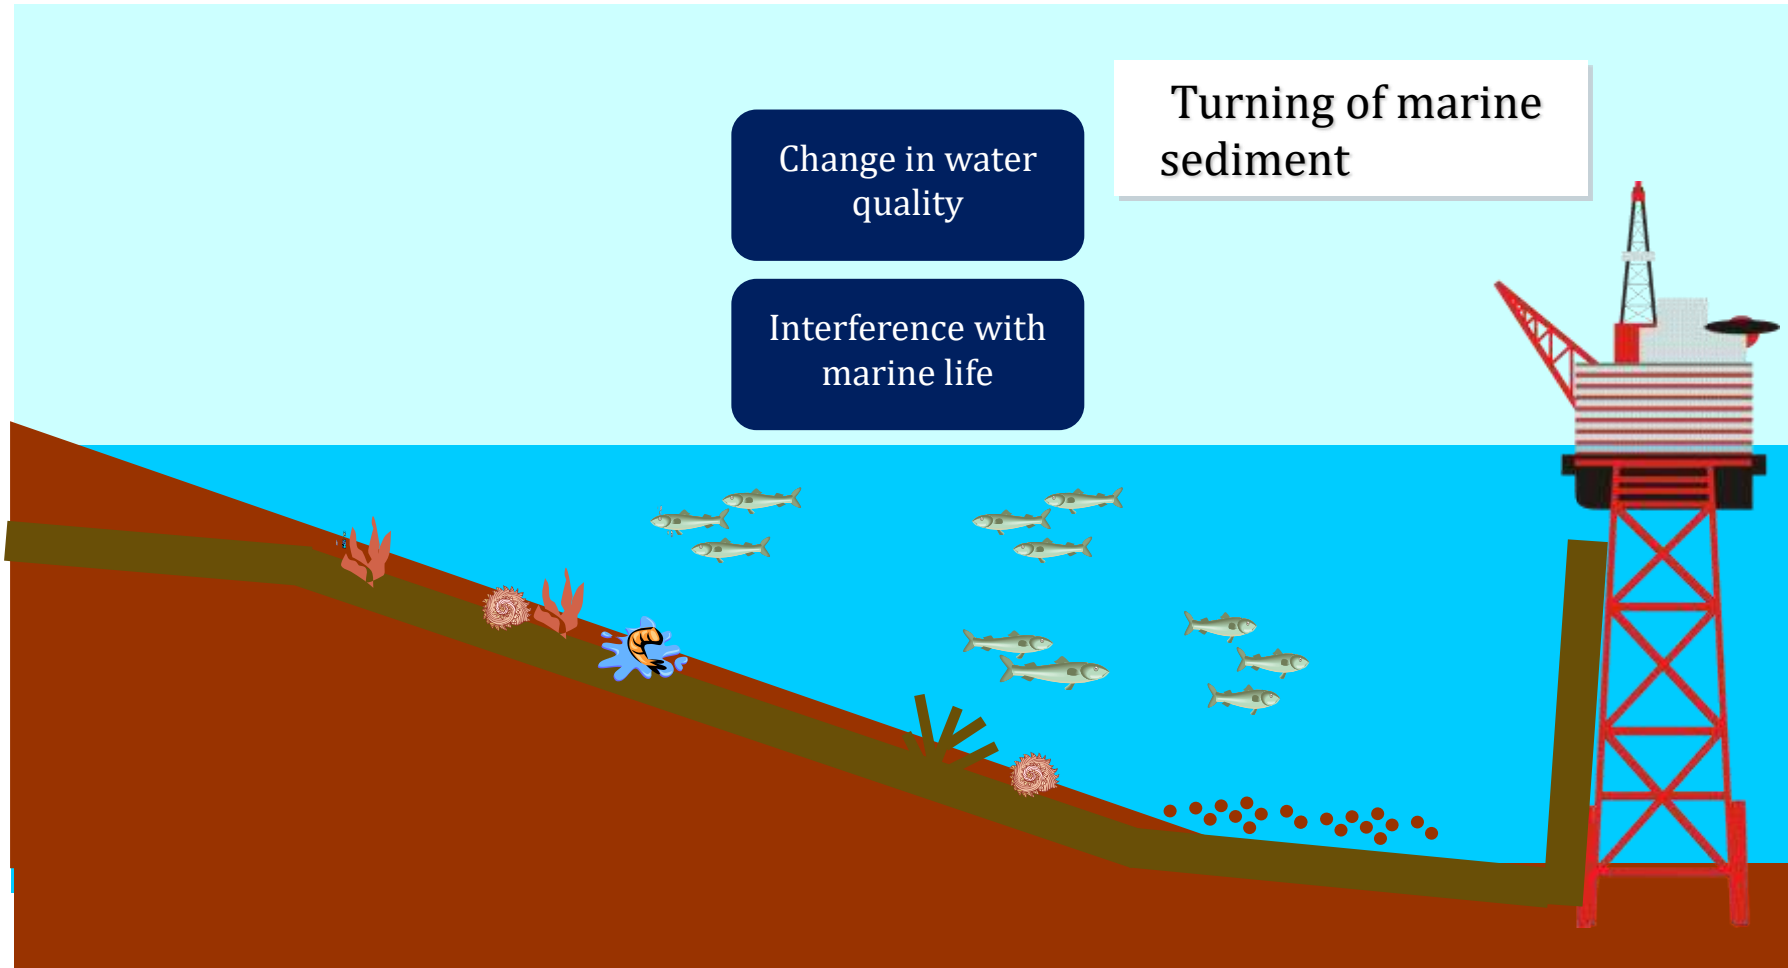 Turning of marine
sediment
Change in water
quality
Interference with
marine life